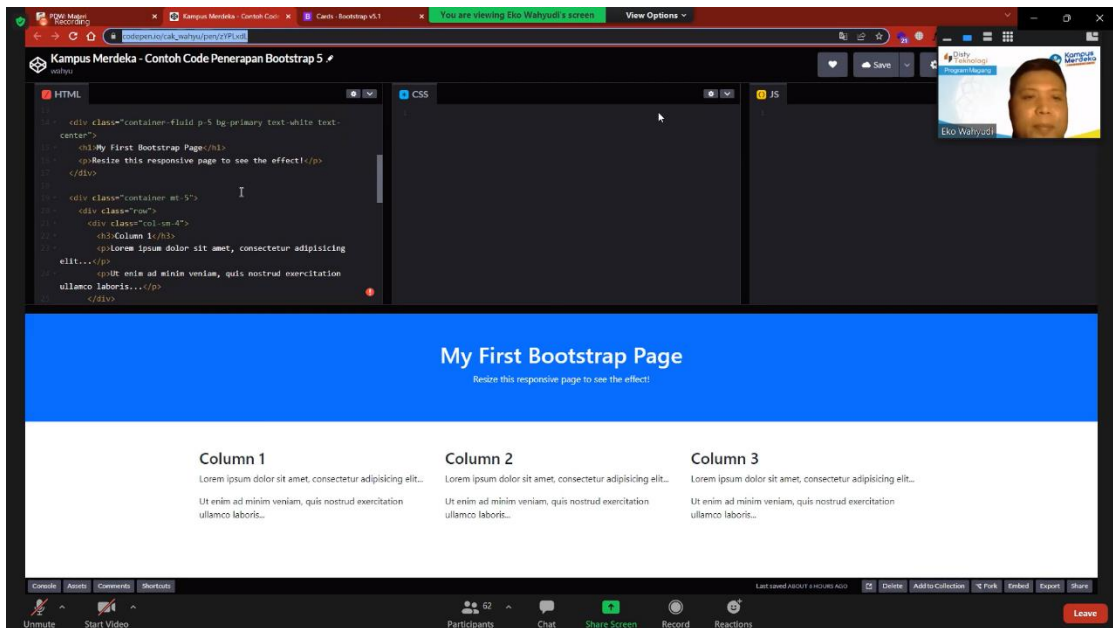 PQW: Materi
Recording
Kampus Merdeka - Contoh Code
Cards · Bootstrap v5.1
You are viewing Eko Wahyudi's screen
View Options
codepen.io/cak_wahyu/pen/zYPLxdL
21
Kampus Merdeka - Contoh Code Penerapan Bootstrap 5
wahyu
Save
Disty
Teknologi
Program Magang
Kampus
Merdeka
Eko Wahyudi
HTML
CSS
JS
<div class="container-fluid p-5 bg-primary text-white text-
center">
<h1>My First Bootstrap Page</h1>
<p>Resize this responsive page to see the effect!</p>
</div>
<div class="container mt-5">
<div class="row">
<div class="col-sm-4">
<h3>Column 1</h3>
<p>Lorem ipsum dolor sit amet, consectetur adipisicing
elit...</p>
<p>Ut enim ad minim veniam, quis nostrud exercitation
ullamco laboris...</p>
</div>
My First Bootstrap Page
Resize this responsive page to see the effect!
Column 1
Lorem ipsum dolor sit amet, consectetur adipisicing elit...
Ut enim ad minim veniam, quis nostrud exercitation
ullamco laboris...
Column 2
Lorem ipsum dolor sit amet, consectetur adipisicing elit...
Ut enim ad minim veniam, quis nostrud exercitation
ullamco laboris...
Column 3
Lorem ipsum dolor sit amet, consectetur adipisicing elit...
Ut enim ad minim veniam, quis nostrud exercitation
ullamco laboris...
Console Assets Comments Shortcuts
Last saved ABOUT 6 HOURS AGO Delete Add to Collection Fork Embed Export Share
Unmute Start Video 62 Participants Chat Share Screen Record Reactions Leave